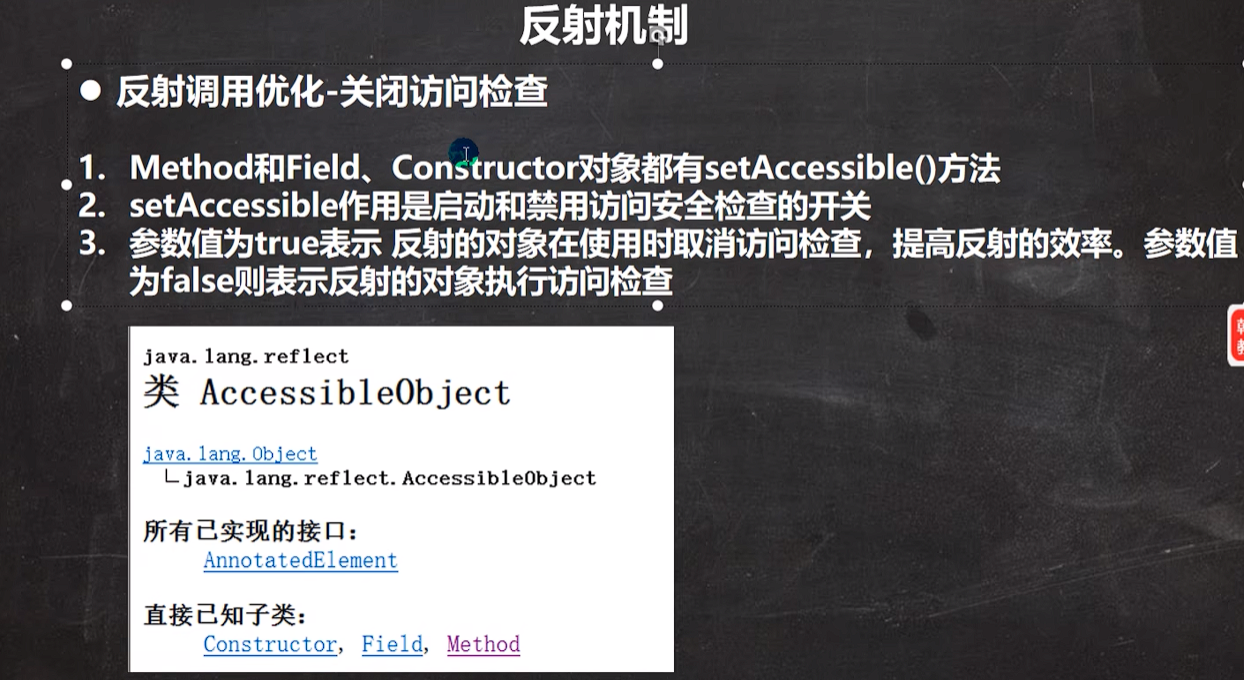 反射机制
● 反射调用优化-关闭访问检查
1. Method和Field、Constructor对象都有setAccessible()方法
2. setAccessible作用是启动和禁用访问安全检查的开关
3. 参数值为true表示 反射的对象在使用时取消访问检查，提高反射的效率。参数值
为false则表示反射的对象执行访问检查
java.lang.reflect
类 AccessibleObject
java.lang.Object
└java.lang.reflect.AccessibleObject
所有已实现的接口：
AnnotatedElement
直接已知子类：
Constructor, Field, Method